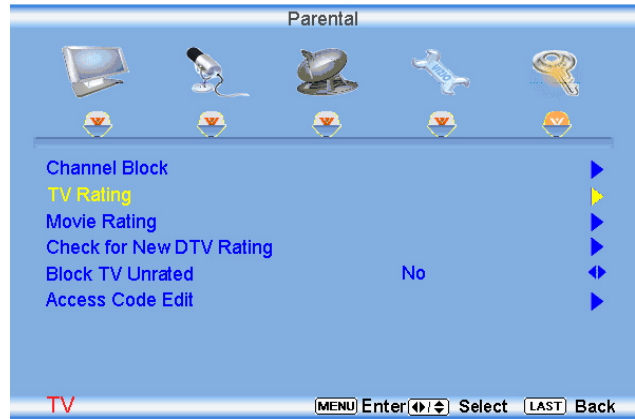 Parental
Channel Block
TV Rating
Movie Rating
Check for New DTV Rating
Block TV Unrated No
Access Code Edit
TV MENU Enter Select LAST Back